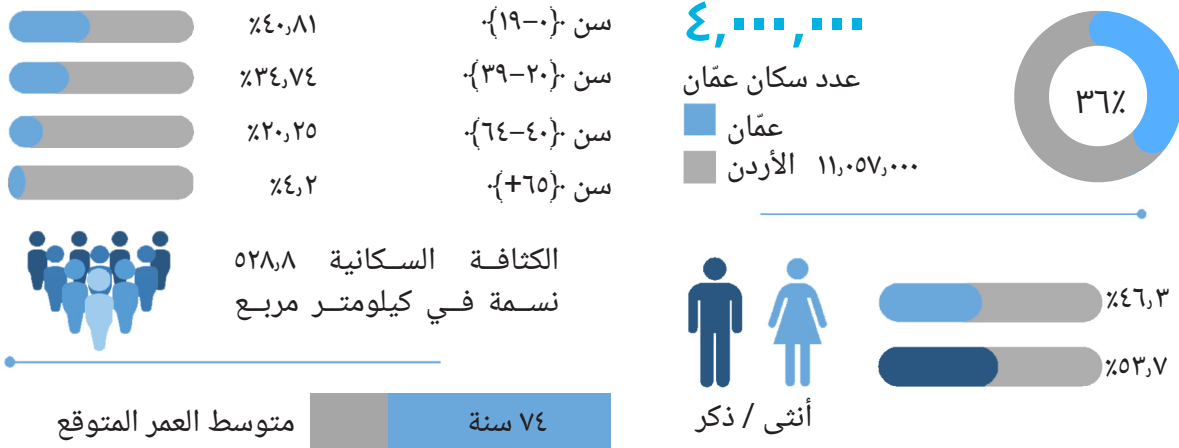 ٤,٠٠٠,٠٠٠
عدد سكان عمّان
عمّان
الأردن ١١,٠٥٧,٠٠٠
٣٦٪
٤٦,٣٪
٥٣,٧٪
أنثى / ذكر
سن {٠–١٩} ٤٠,٨١٪
سن {٢٠–٣٩} ٣٤,٧٤٪
سن {٤٠–٦٤} ٢٠,٢٥٪
سن {٦٥+} ٤,٢٪
الكثافة السكانية ٥٢٨,٨
نسمة في كيلومتر مربع
٧٤ سنة
متوسط العمر المتوقع